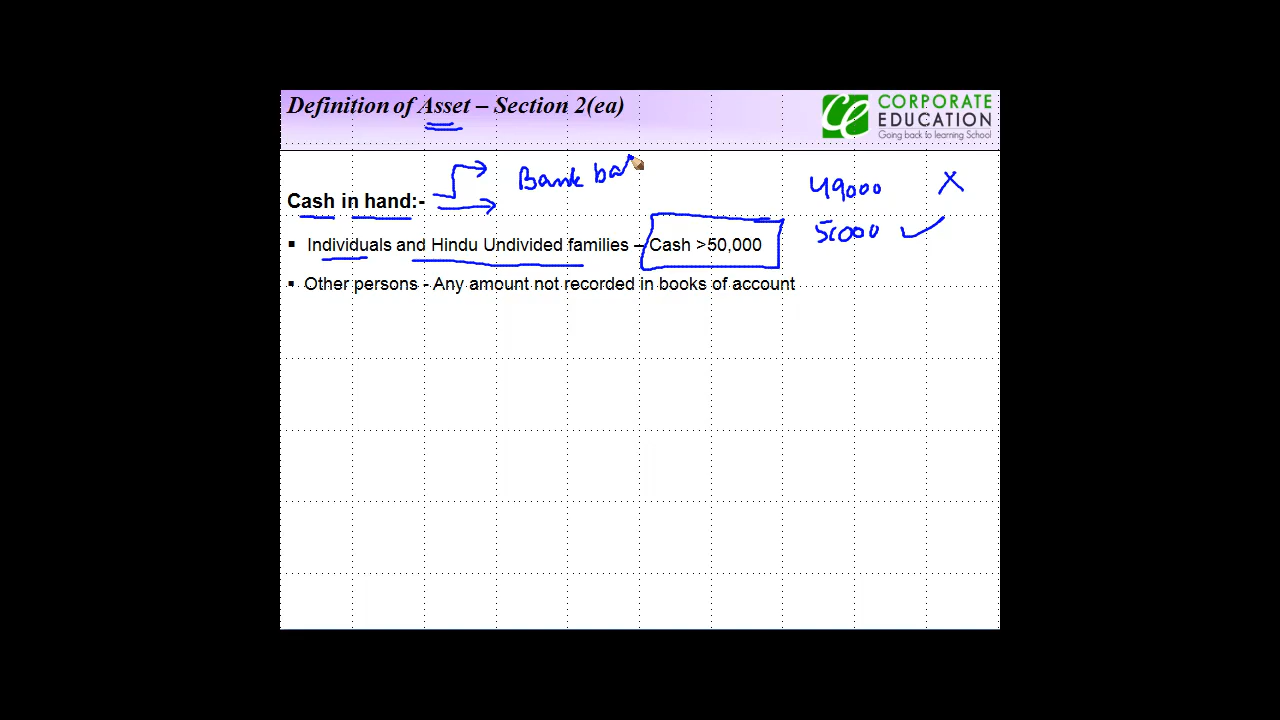 Definition of Asset – Section 2(ea)
CORPORATE
EDUCATION
Going back to learning School
Bank bal
49000 X
Cash in hand:-
▪ Individuals and Hindu Undivided families – Cash >50,000
▪ Other persons - Any amount not recorded in books of account